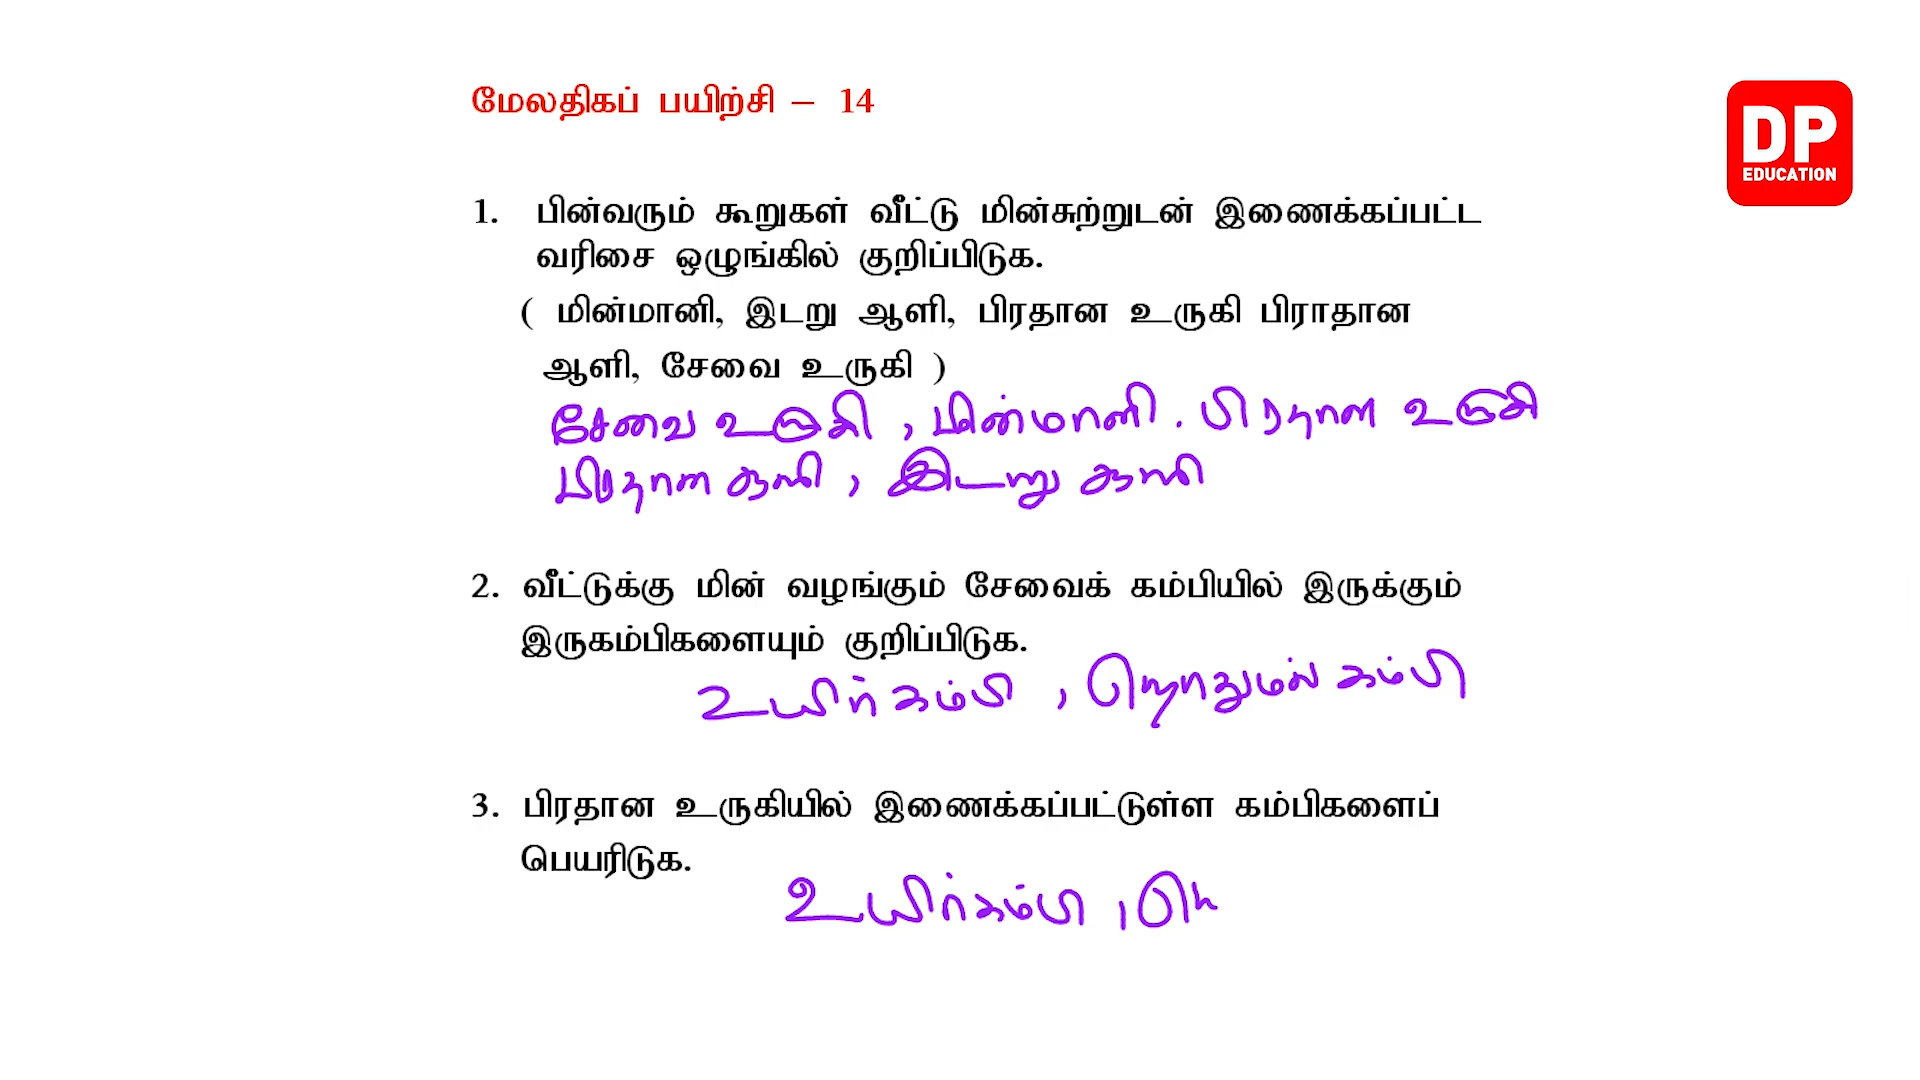 மேலதிகப் பயிற்சி – 14
DP
EDUCATION
1. பின்வரும் கூறுகள் வீட்டு மின்சுற்றுடன் இணைக்கப்பட்ட
வரிசை ஒழுங்கில் குறிப்பிடுக.
( மின்மானி, இடறு ஆளி, பிரதான உருகி பிராதான
ஆளி, சேவை உருகி )
சேவை உருகி , மின்மானி . பிரதான உருகி
பிரதான ஆளி , இடறு ஆளி
2. வீட்டுக்கு மின் வழங்கும் சேவைக் கம்பியில் இருக்கும்
இருகம்பிகளையும் குறிப்பிடுக.
உயிர்கம்பி , நொதுமல் கம்பி
3. பிரதான உருகியில் இணைக்கப்பட்டுள்ள கம்பிகளைப்
பெயரிடுக.
உயிர்கம்பி ,